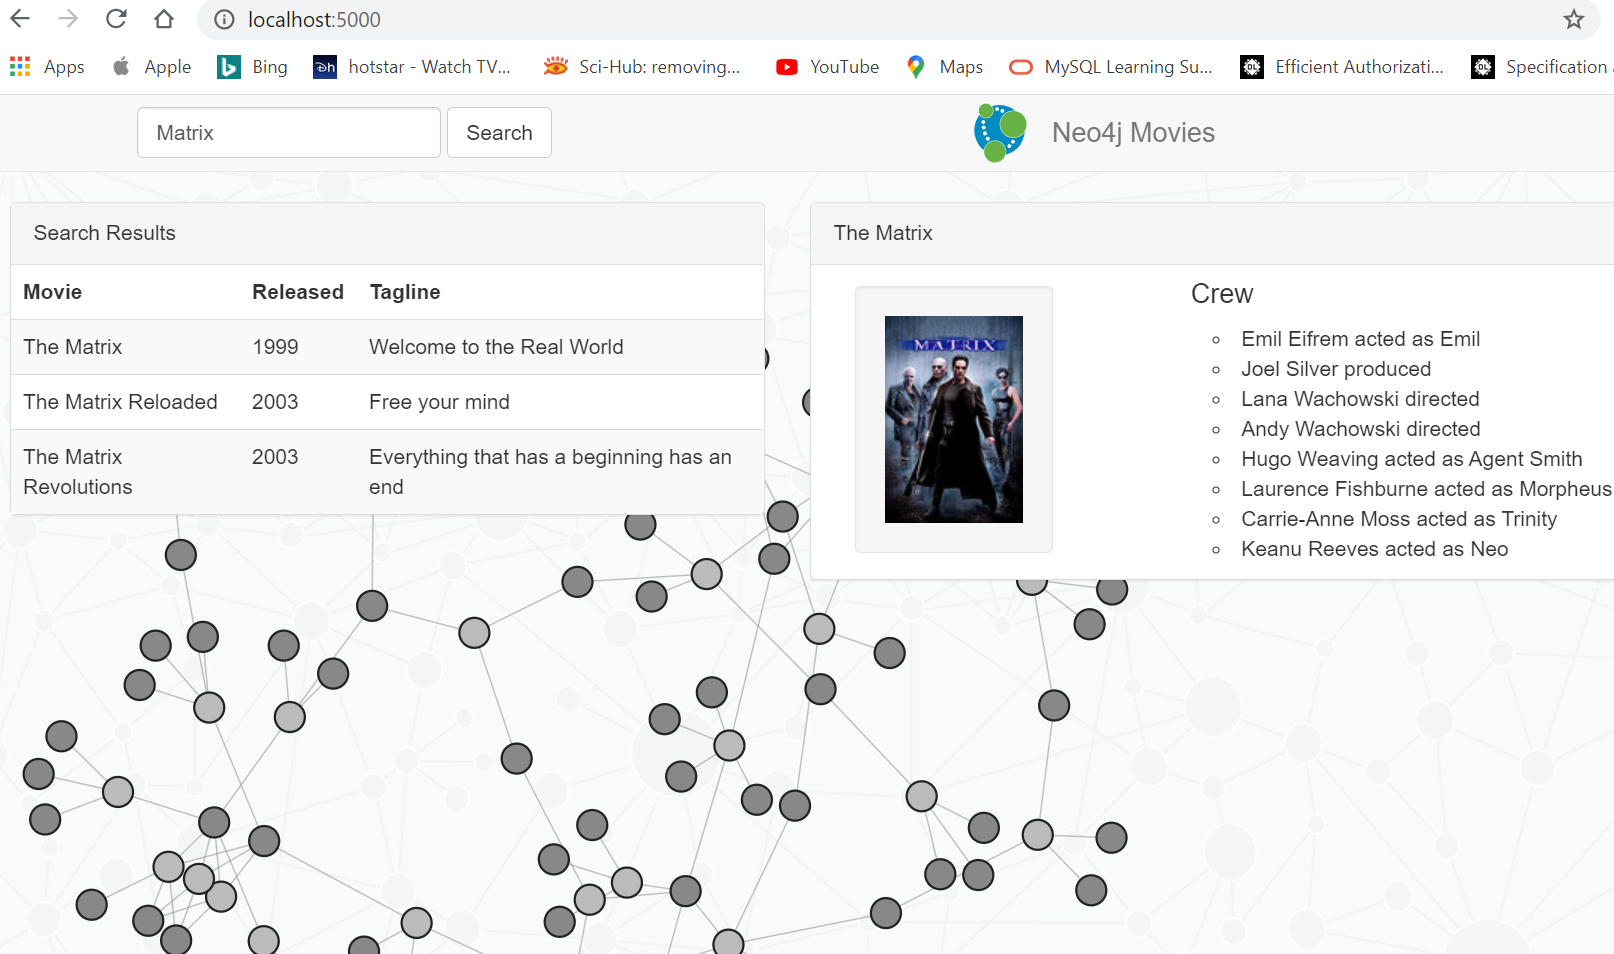 localhost:5000
Apps Apple Bing hotstar - Watch TV... Sci-Hub: removing... YouTube Maps MySQL Learning Su... Efficient Authorizati... Specification
Matrix Search Neo4j Movies
Search Results
Movie Released Tagline
The Matrix 1999 Welcome to the Real World
The Matrix Reloaded 2003 Free your mind
The Matrix 2003 Everything that has a beginning has an
Revolutions end
The Matrix
MATRIX
Crew
Emil Eifrem acted as Emil
Joel Silver produced
Lana Wachowski directed
Andy Wachowski directed
Hugo Weaving acted as Agent Smith
Laurence Fishburne acted as Morpheus
Carrie-Anne Moss acted as Trinity
Keanu Reeves acted as Neo